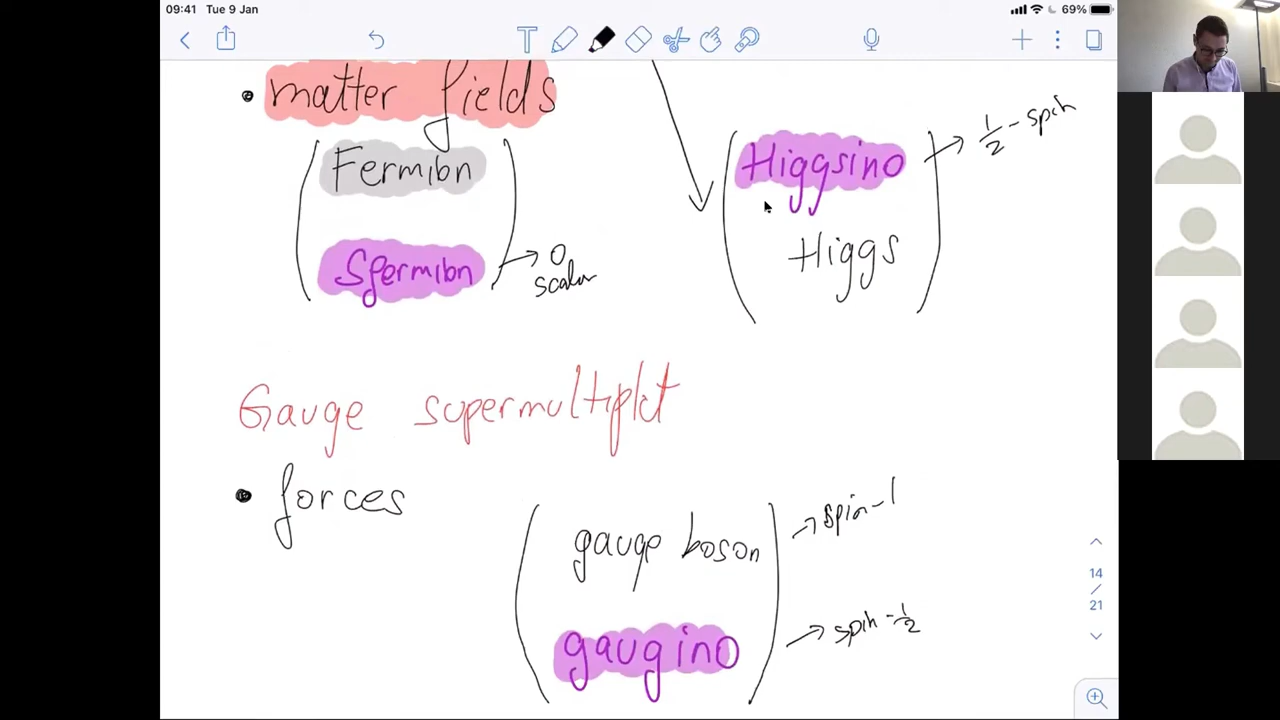 09:41 Tue 9 Jan
69%
• matter fields
Fermion
Sfermion → 0
scalar
Higgsino → 1/2 - spin
Higgs
Gauge supermultiplet
• forces
gauge boson → spin-1
gaugino → spin-1/2
14
/
21